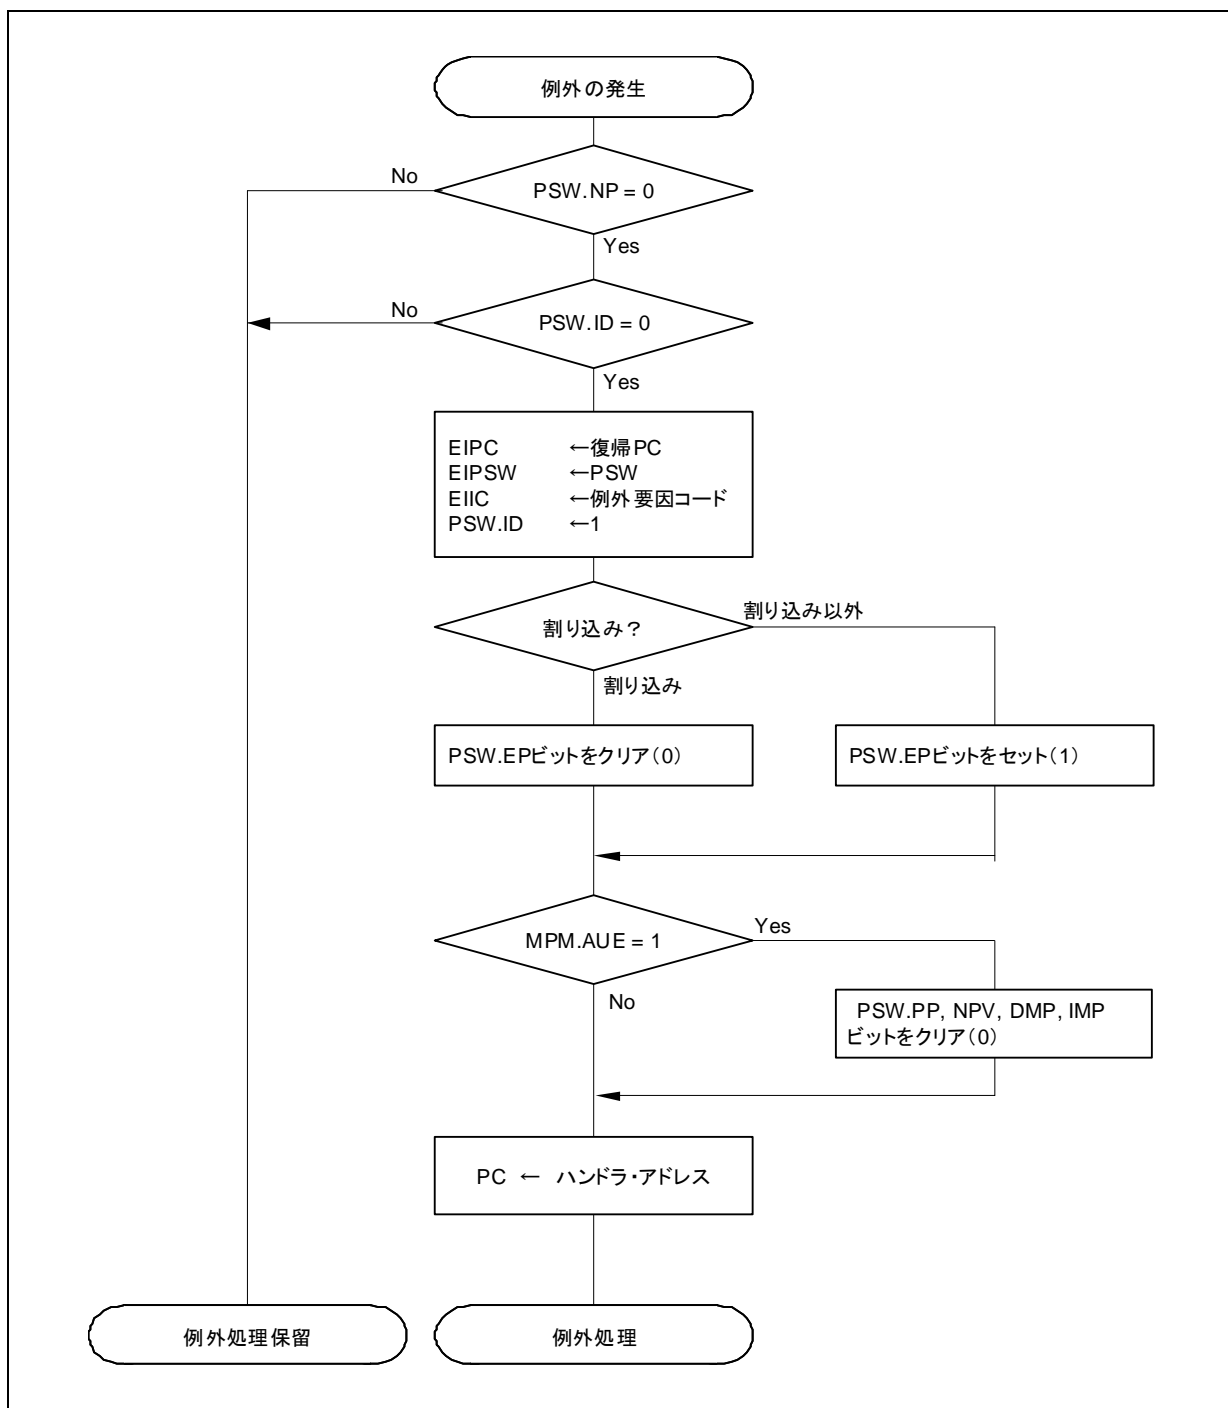 例外の発生
No
PSW.NP = 0
Yes
No
PSW.ID = 0
Yes
EIPC ←復帰PC
EIPSW ←PSW
EIIC ←例外要因コード
PSW.ID ←1
割り込み以外
割り込み？
割り込み
PSW.EPビットをクリア（0）
PSW.EPビットをセット（1）
Yes
MPM.AUE = 1
No
PSW.PP, NPV, DMP, IMP
ビットをクリア（0）
PC ← ハンドラ・アドレス
例外処理保留
例外処理